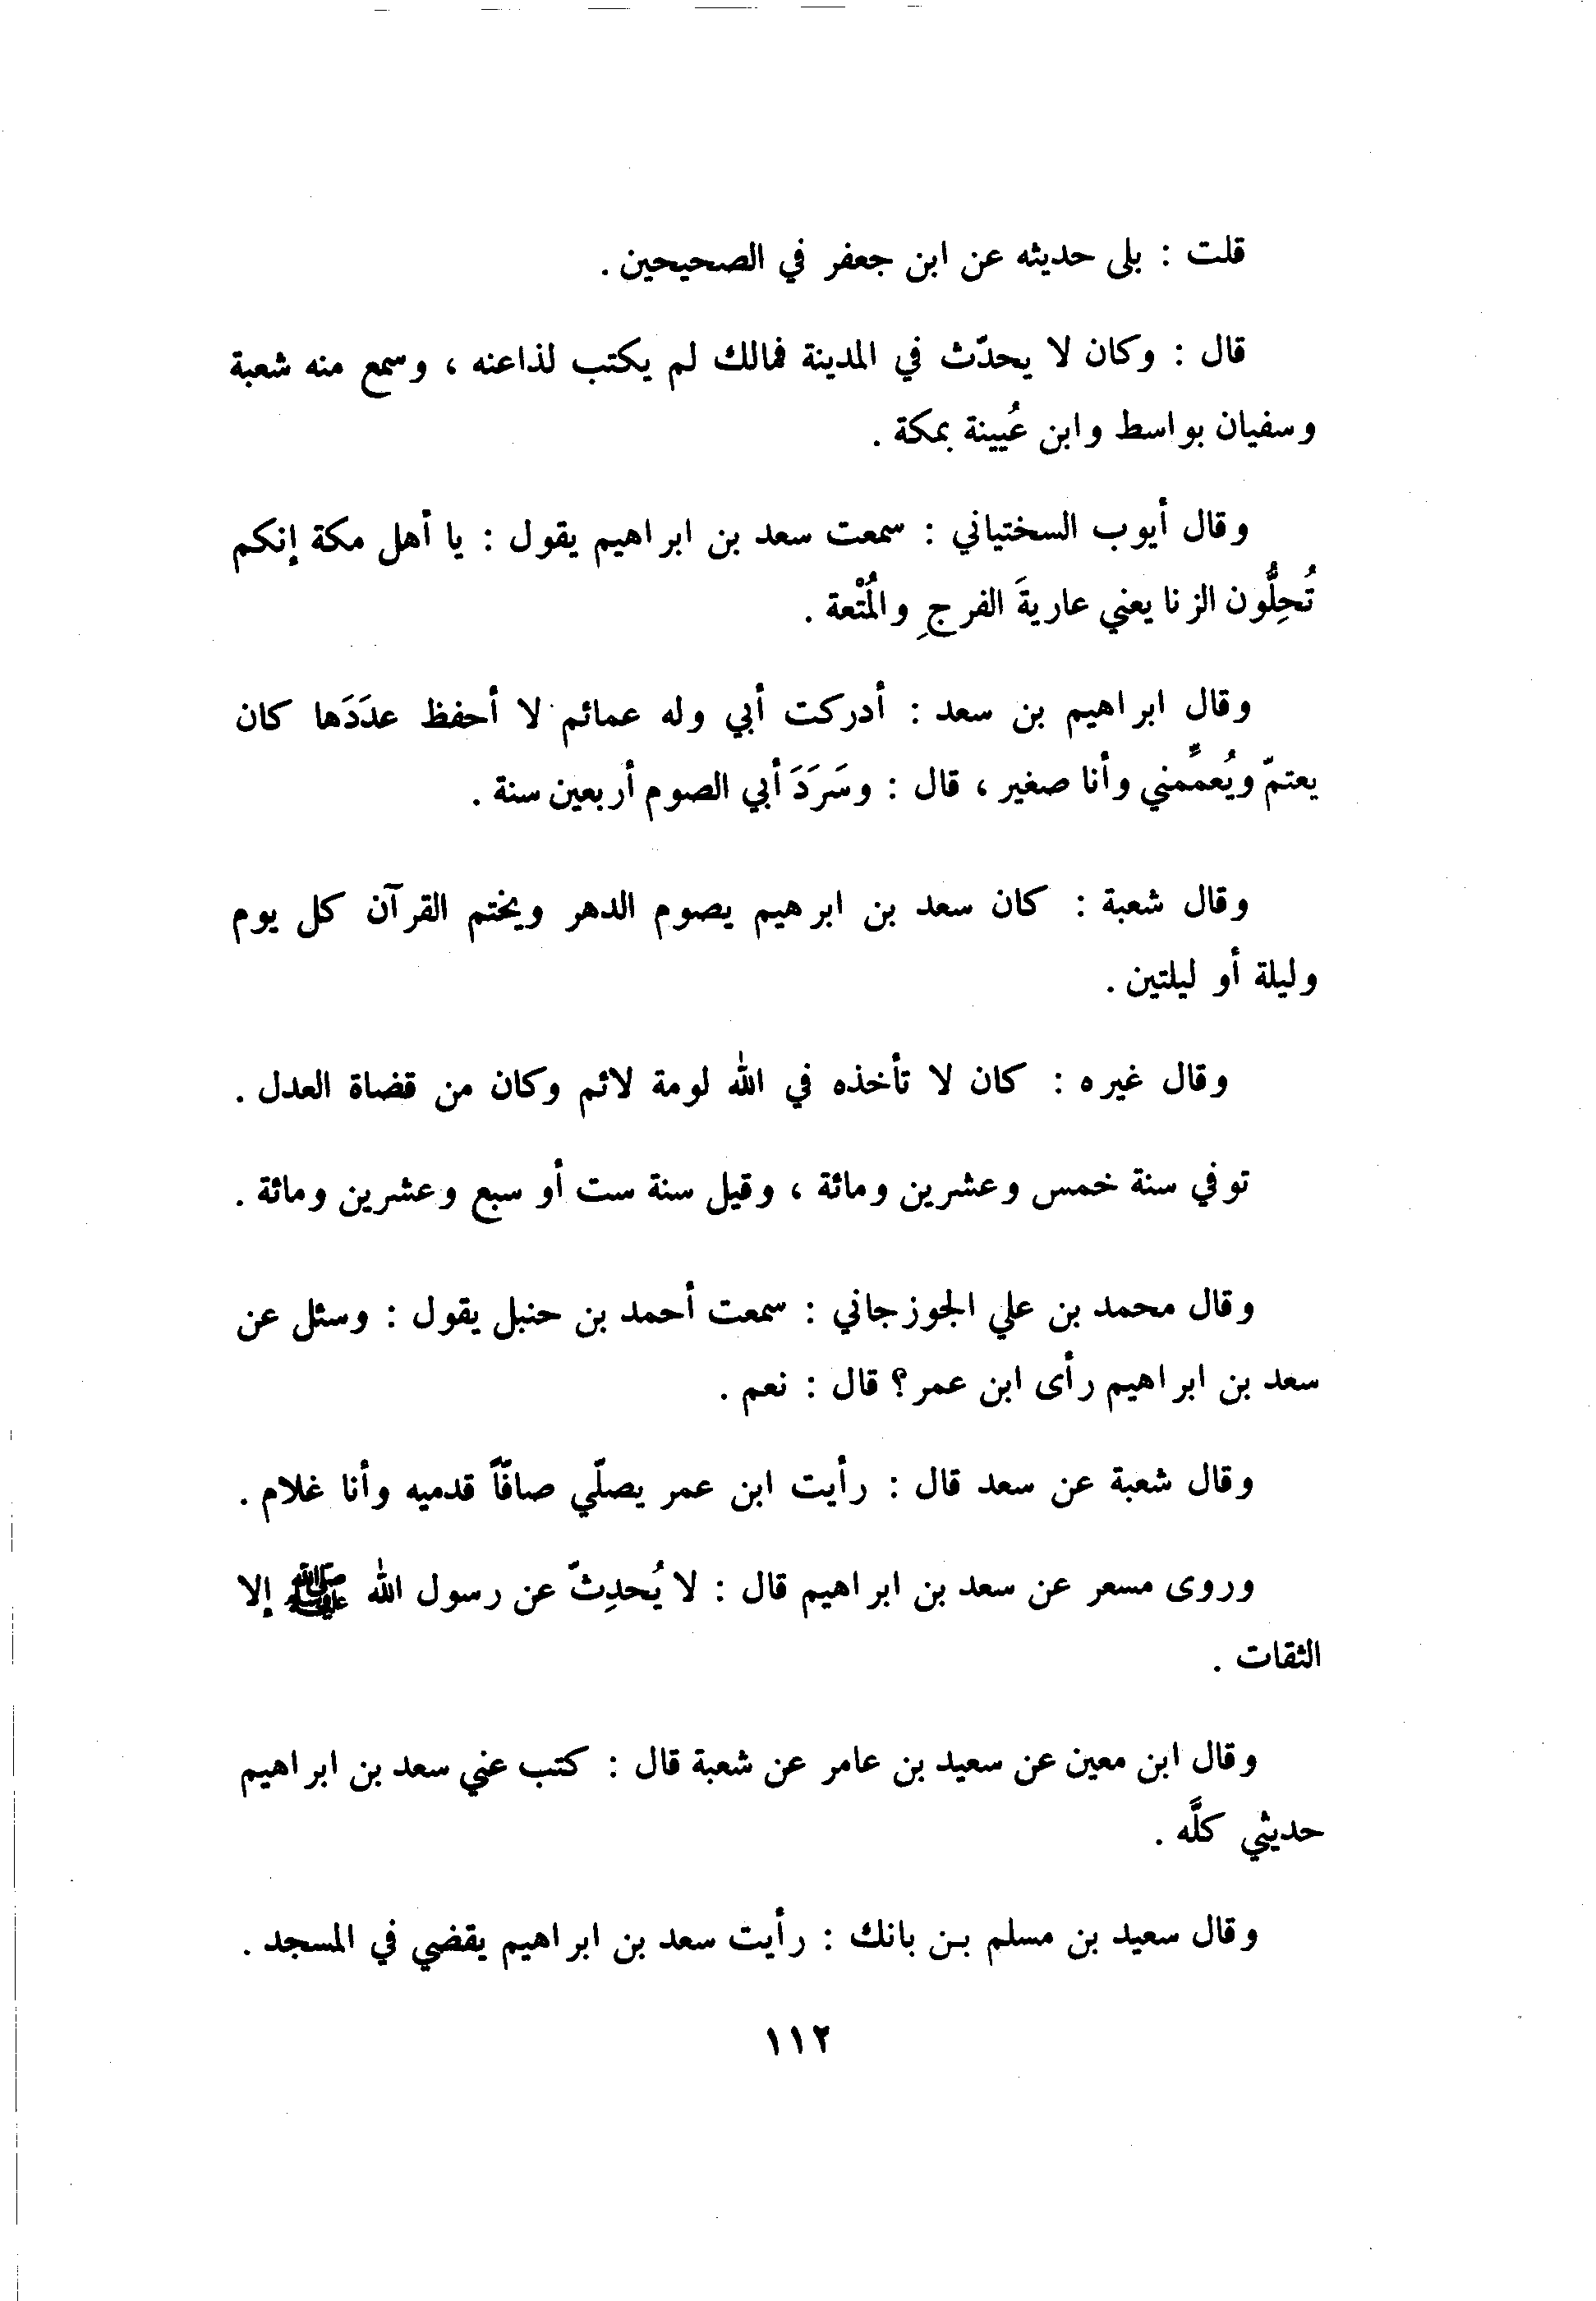 قلت : بلى حديثه عن ابن جعفر في الصحيحين .
قال : وكان لا يحدّث في المدينة فمالك لم يكتب لذاعنه ، وسمع منه شعبة
وسفيان بواسط وابن عُيينة بمكة .
وقال أيوب السختياني : سمعت سعد بن ابراهيم يقول : يا أهل مكة إنكم
تُحِلُّون الزنا يعني عاريةَ الفرجِ والمُتْعة .
وقال ابراهيم بن سعد : أدركت أبي وله عمائم لا أحفظ عدَدَها كان
يعتمّ ويُعمِّمني وأنا صغير ، قال : وسَرَدَ أبي الصوم أربعين سنة .
وقال شعبة : كان سعد بن ابرهيم يصوم الدهر ويختم القرآن كل يوم
وليلة أو ليلتين .
وقال غيره : كان لا تأخذه في الله لومة لائم وكان من قضاة العدل .
توفي سنة خمس وعشرين ومائة ، وقيل سنة ست أو سبع وعشرين ومائة .
وقال محمد بن علي الجوزجاني : سمعت أحمد بن حنبل يقول : وسئل عن
سعد بن ابراهيم رأى ابن عمر؟ قال : نعم .
وقال شعبة عن سعد قال : رأيت ابن عمر يصلّي صافّاً قدميه وأنا غلام .
وروى مسعر عن سعد بن ابراهيم قال : لا يُحدِثّ عن رسول الله ﷺ إلا
الثقات .
وقال ابن معين عن سعيد بن عامر عن شعبة قال : كتب عني سعد بن ابراهيم
حديثي كلَّه .
وقال سعيد بن مسلم بـن بانك : رأيت سعد بن ابراهيم يقضي في المسجد .
١١٢